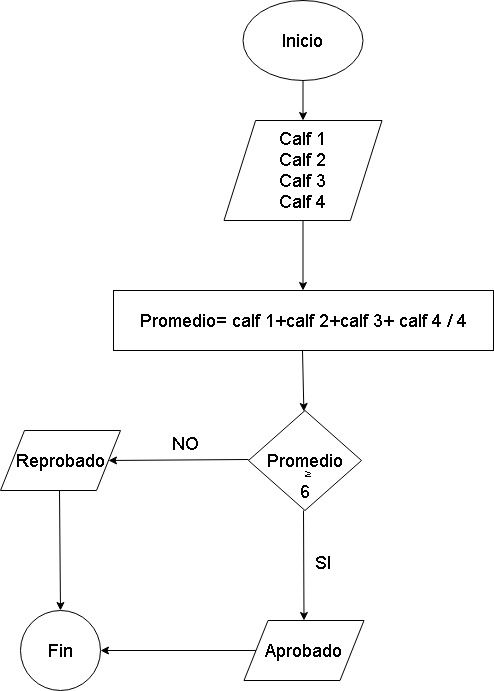 Inicio
Calf 1
Calf 2
Calf 3
Calf 4
Promedio= calf 1+calf 2+calf 3+ calf 4 / 4
NO
Reprobado
Promedio
≥
6
SI
Fin
Aprobado